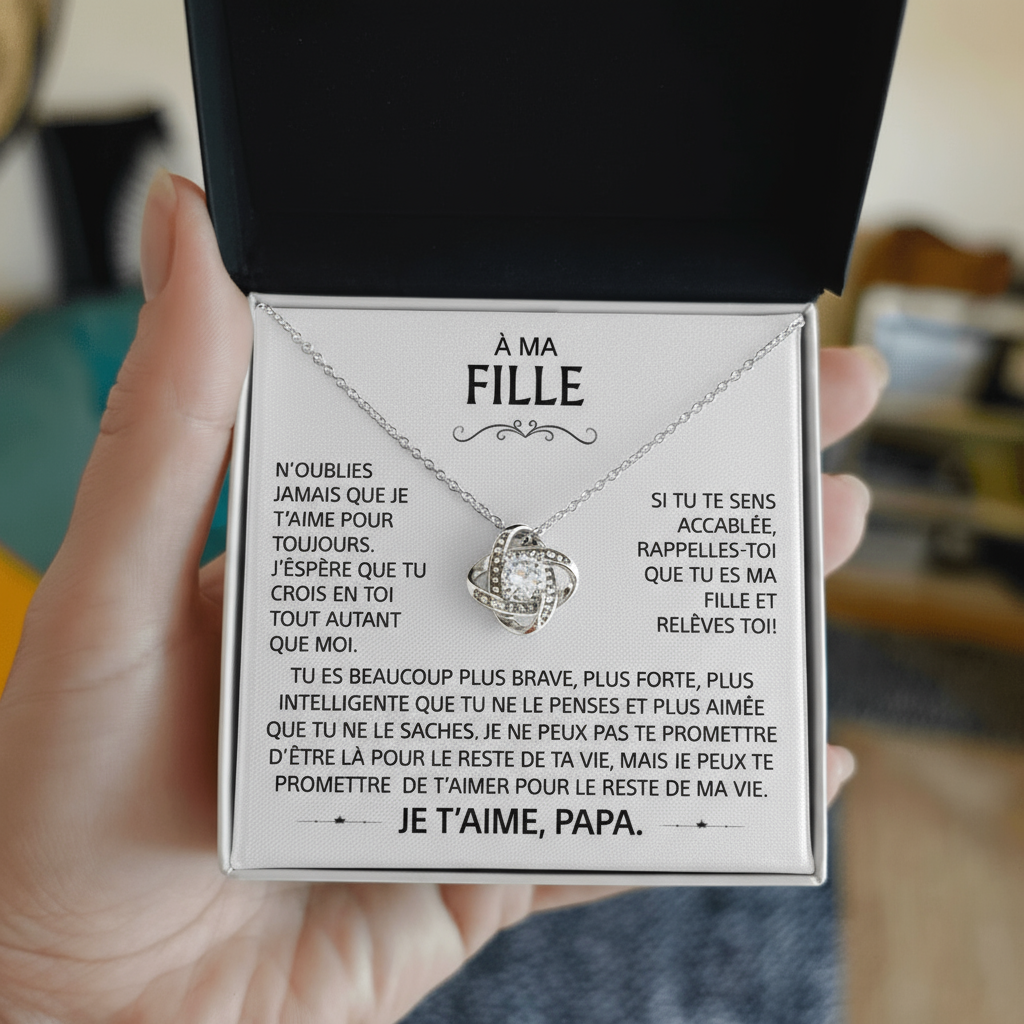 À MA
FILLE
N'OUBLIES
JAMAIS QUE JE
T'AIME POUR
TOUJOURS.
J'ÉSPÈRE QUE TU
CROIS EN TOI
TOUT AUTANT
QUE MOI.
SI TU TE SENS
ACCABLÉE,
RAPPELLES-TOI
QUE TU ES MA
FILLE ET
RELÊVES TOI!
TU ES BEAUCOUP PLUS BRAVE, PLUS FORTE, PLUS
INTELLIGENTE QUE TU NE LE PENSES ET PLUS AIMÉE
QUE TU NE LE SACHES. JE NE PEUX PAS TE PROMETTRE
D'ÊTRE LÀ POUR LE RESTE DE TA VIE, MAIS JE PEUX TE
PROMETTRE DE T'AIMER POUR LE RESTE DE MA VIE.
JE T'AIME, PAPA.